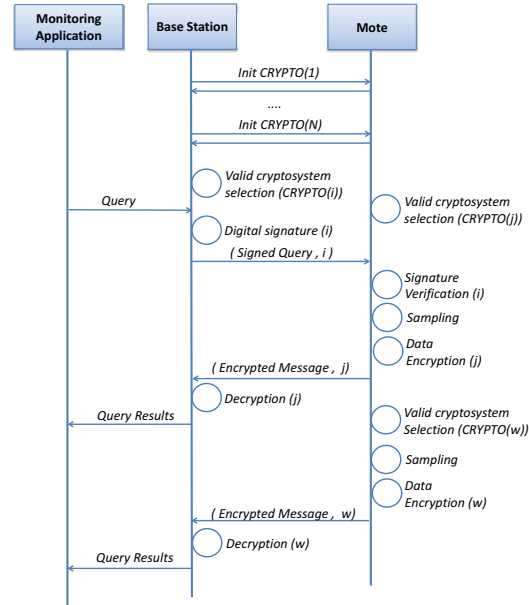 Monitoring
Application
Base Station
Mote
Init CRYPTO(1)
....
Init CRYPTO(N)
Valid cryptosystem
selection (CRYPTO(i))
Query
Valid cryptosystem
selection (CRYPTO(j))
Digital signature (i)
( Signed Query , i )
Signature
Verification (i)
Sampling
Data
Encryption (j)
( Encrypted Message , j)
Decryption (j)
Query Results
Valid cryptosystem
Selection (CRYPTO(w))
Sampling
Data
Encryption (w)
( Encrypted Message , w)
Decryption (w)
Query Results